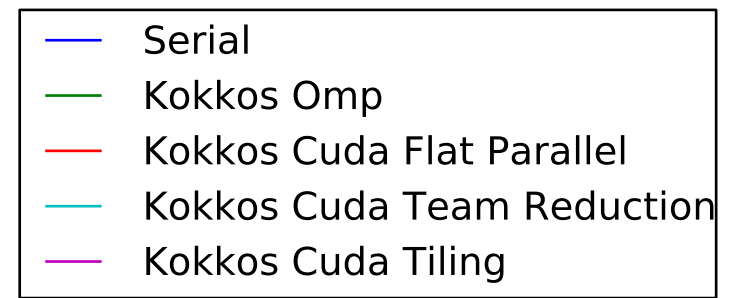 Serial
Kokkos Omp
Kokkos Cuda Flat Parallel
Kokkos Cuda Team Reduction
Kokkos Cuda Tiling